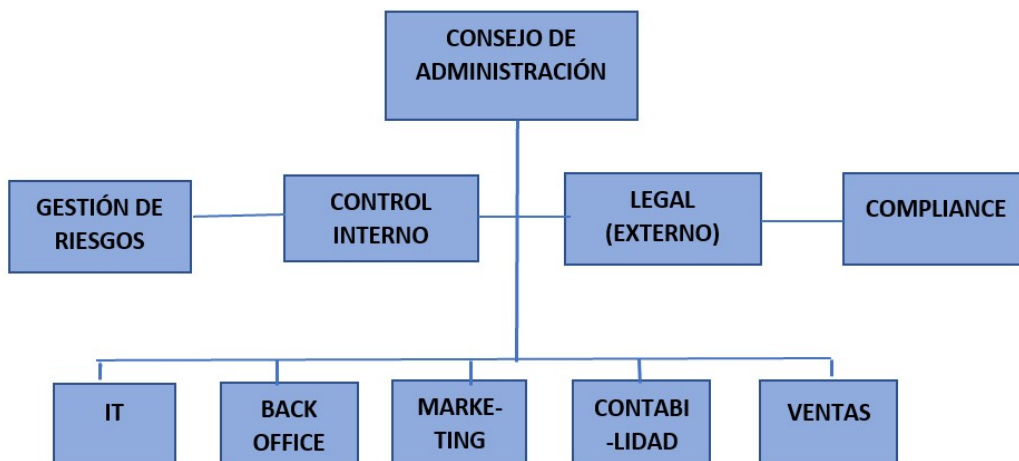 CONSEJO DE
ADMINISTRACIÓN
GESTIÓN DE
RIESGOS
CONTROL
INTERNO
LEGAL
(EXTERNO)
COMPLIANCE
IT
BACK
OFFICE
MARKE-
TING
CONTABI
-LIDAD
VENTAS